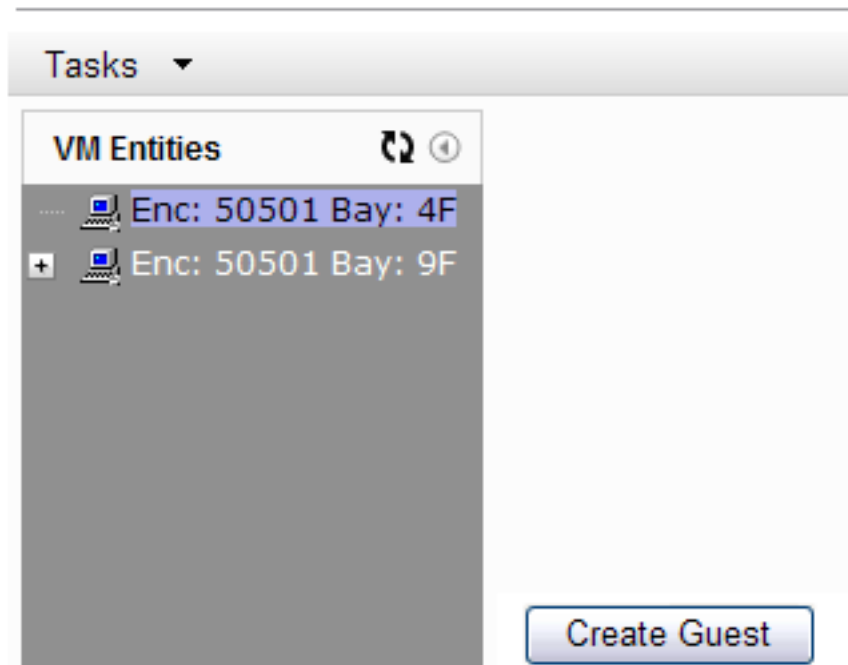 Tasks
VM Entities
Enc: 50501 Bay: 4F
Enc: 50501 Bay: 9F
Create Guest